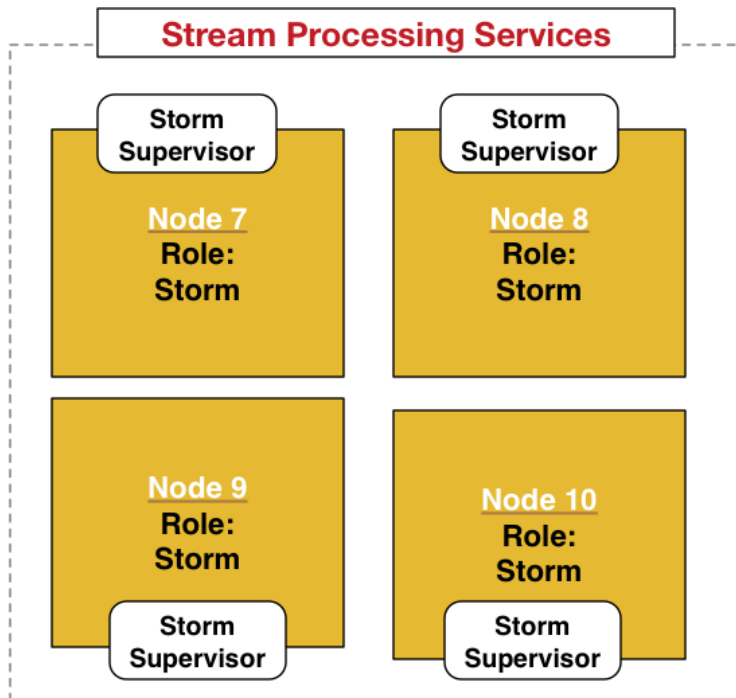 Stream Processing Services
Storm
Supervisor
Node 7
Role:
Storm
Storm
Supervisor
Node 8
Role:
Storm
Node 9
Role:
Storm
Storm
Supervisor
Node 10
Role:
Storm
Storm
Supervisor